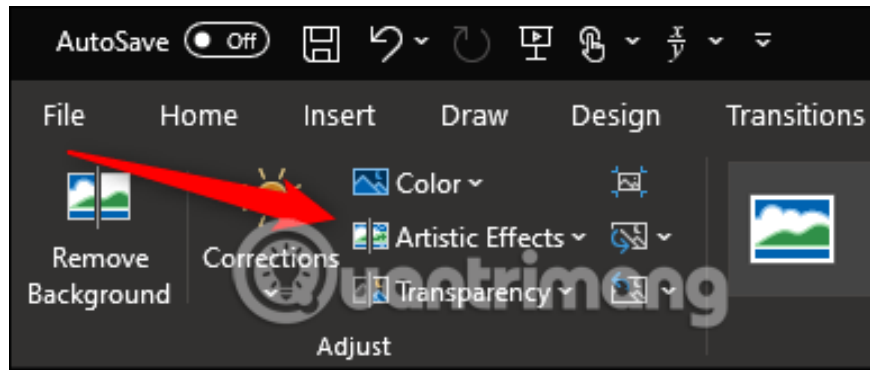 AutoSave Off
File Home Insert Draw Design Transitions
Remove
Background
Corrections
Color
Artistic Effects
Transparency
Adjust
Quantrimang